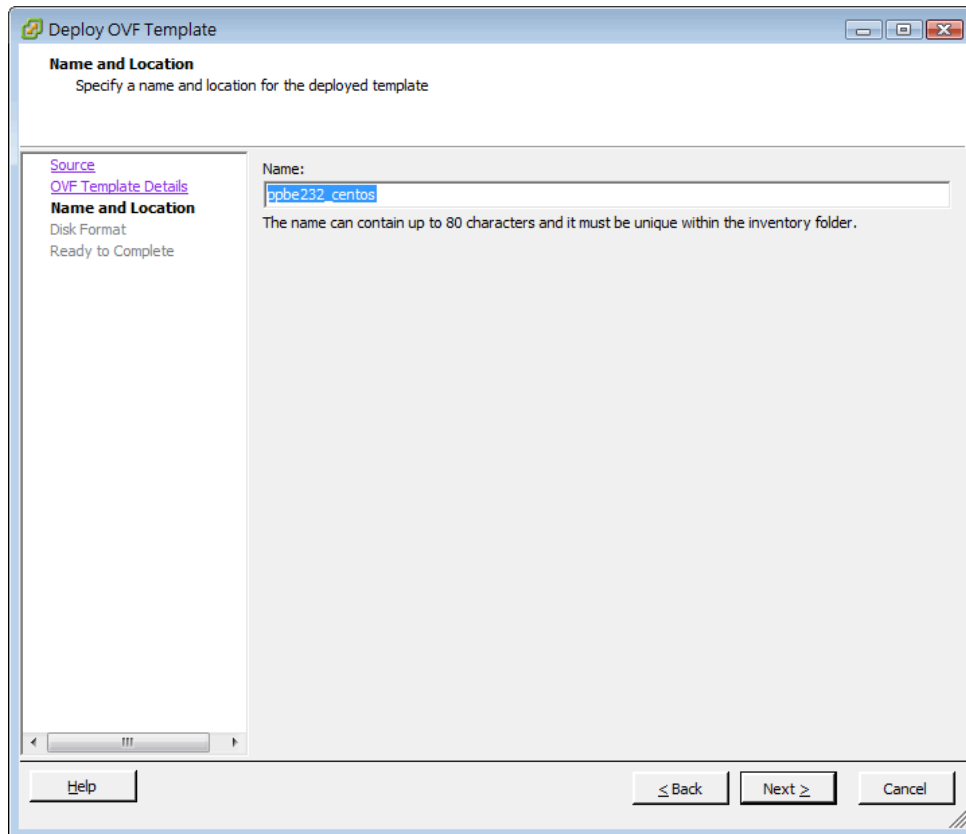 Deploy OVF Template
Name and Location
Specify a name and location for the deployed template
Source
OVF Template Details
Name and Location
Disk Format
Ready to Complete
Name:
ppbe232_centos
The name can contain up to 80 characters and it must be unique within the inventory folder.
Help
< Back
Next >
Cancel